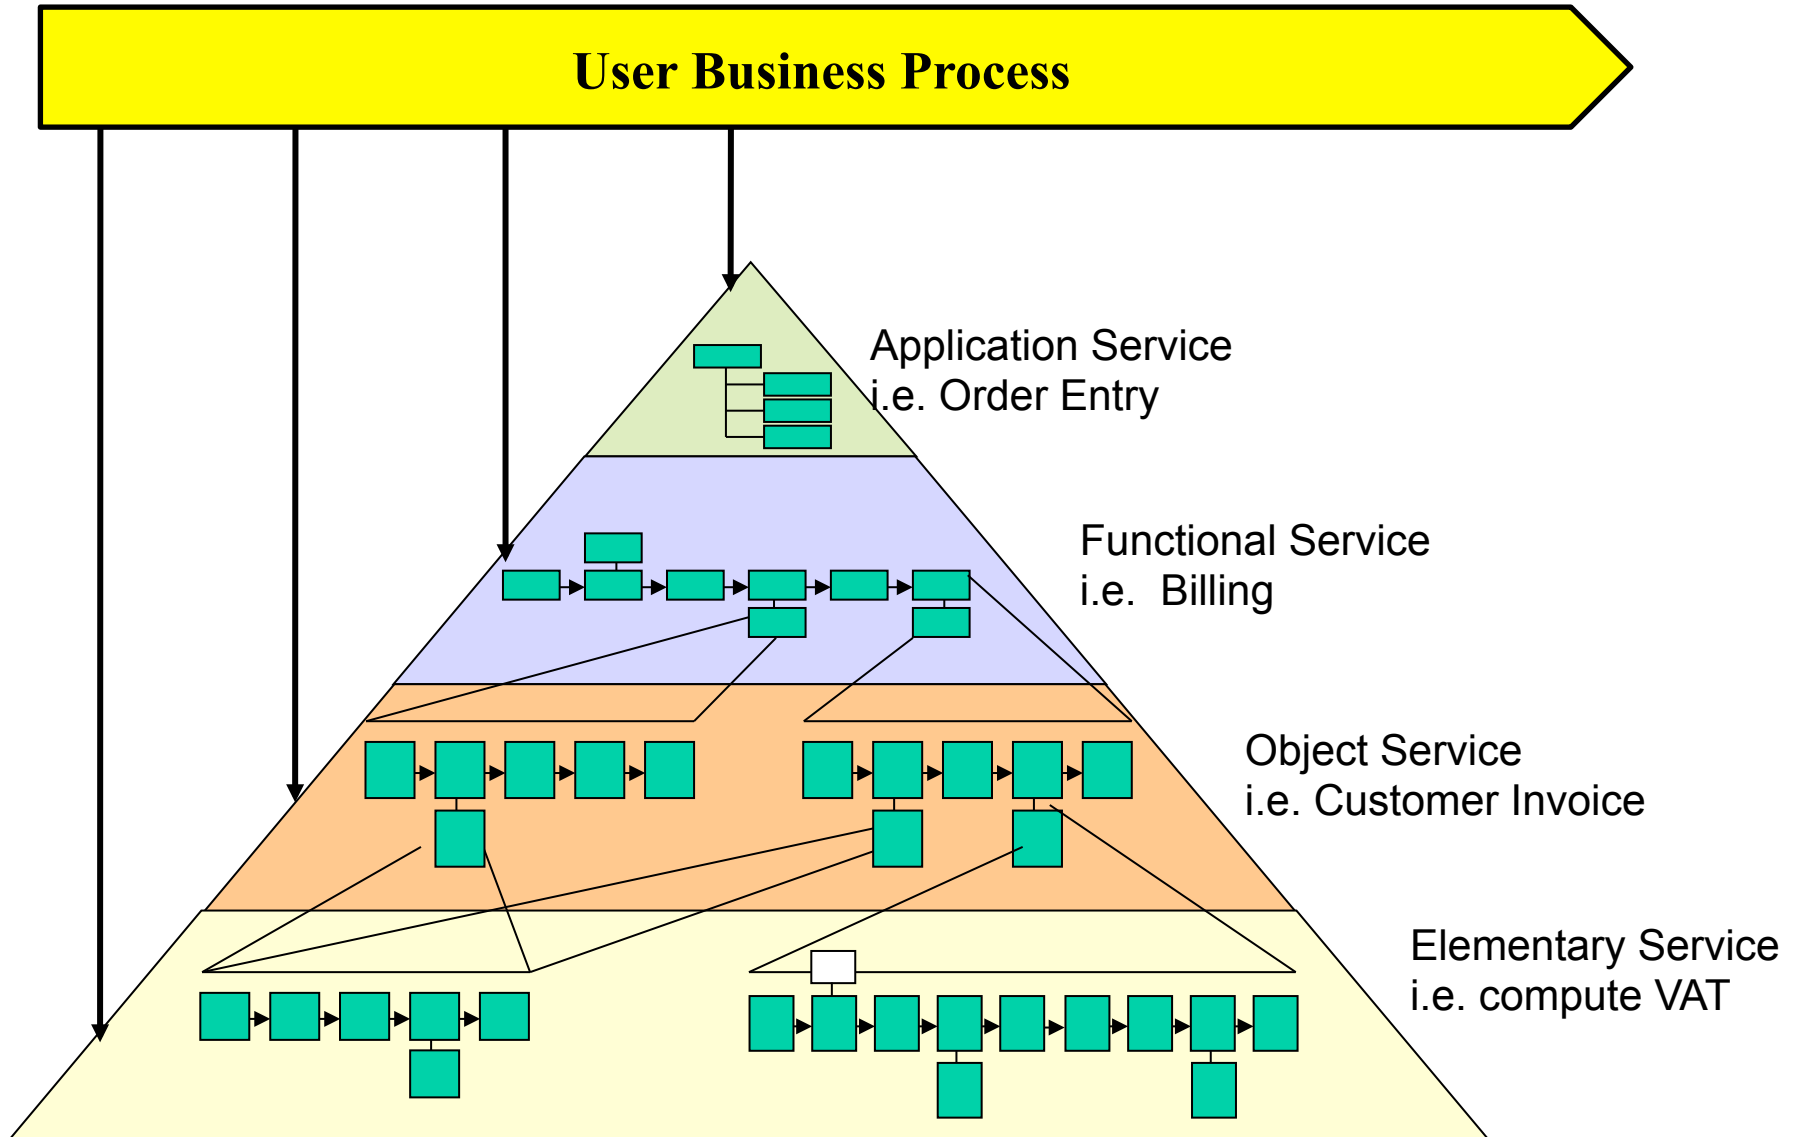 User Business Process
Application Service
i.e. Order Entry
Functional Service
i.e.  Billing
Object Service
i.e. Customer Invoice
Elementary Service
i.e. compute VAT